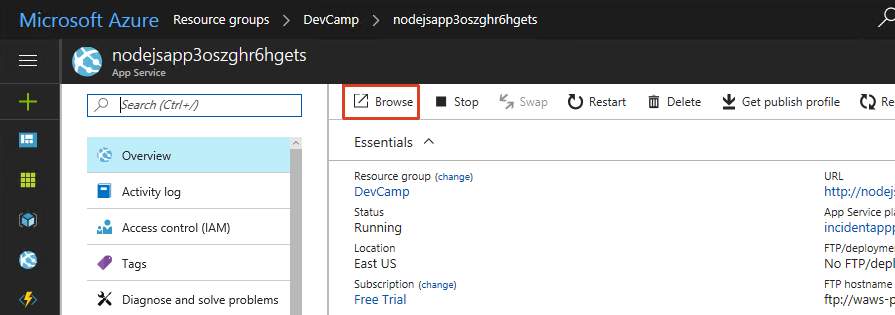 Microsoft Azure Resource groups > DevCamp > nodejsapp3oszghr6hgets
nodejsapp3oszghr6hgets
App Service
Search (Ctrl+/)
Browse Stop Swap Restart Delete Get publish profile Re
Essentials
Overview
Activity log
Access control (IAM)
Tags
Diagnose and solve problems
Resource group (change)
DevCamp
Status
Running
Location
East US
Subscription (change)
Free Trial
URL
http://nodejs
App Service pla
incidentappp
FTP/deployme
No FTP/depl
FTP hostname
ftp://waws-p